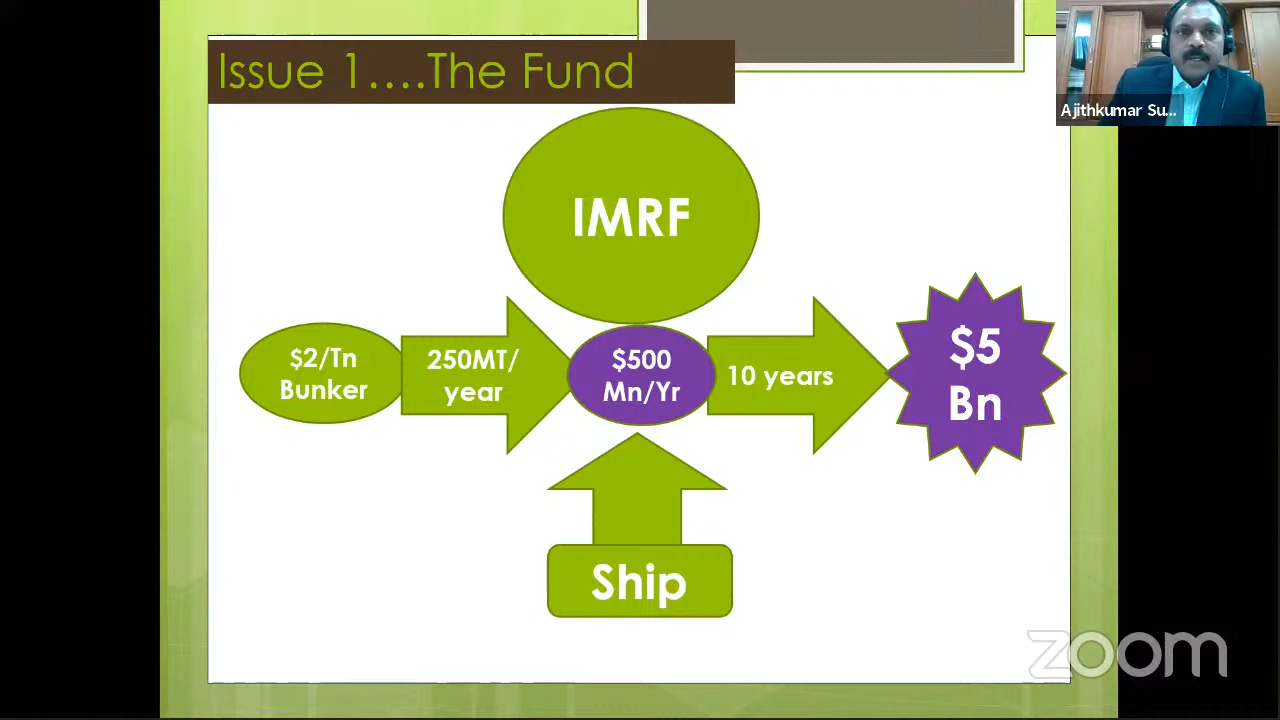 Issue 1....The Fund
Ajithkumar Su...
IMRF
$2/Tn
Bunker
250MT/
year
$500
Mn/Yr
10 years
$5
Bn
Ship
zoom